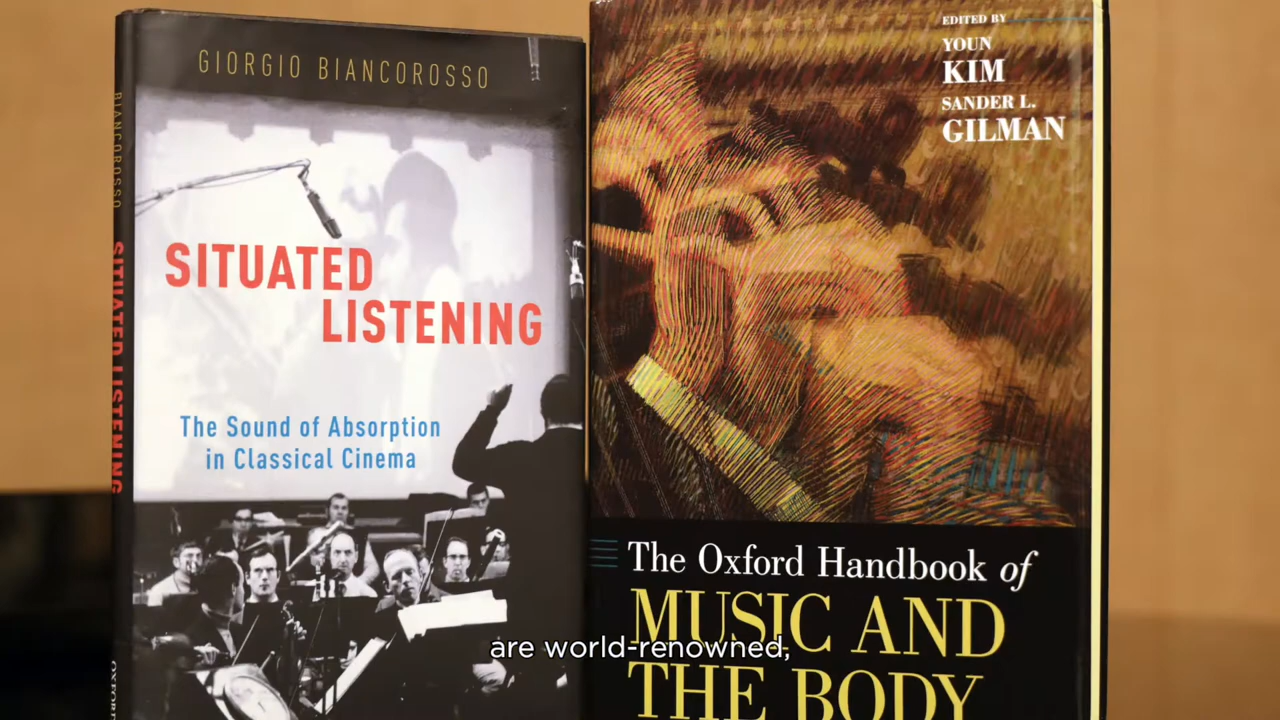 GIORGIO BIANCOROSSO
BIANCOROSSO
SITUATED LISTENING
SITUATED
LISTENING
The Sound of Absorption
in Classical Cinema
EDITED BY
YOUN
KIM
SANDER L.
GILMAN
The Oxford Handbook of
MUSIC AND
THE BODY
are world-renowned,